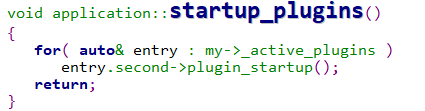 void application::startup_plugins()
{
    for( auto& entry : my->_active_plugins )
        entry.second->plugin_startup();
    return;
}